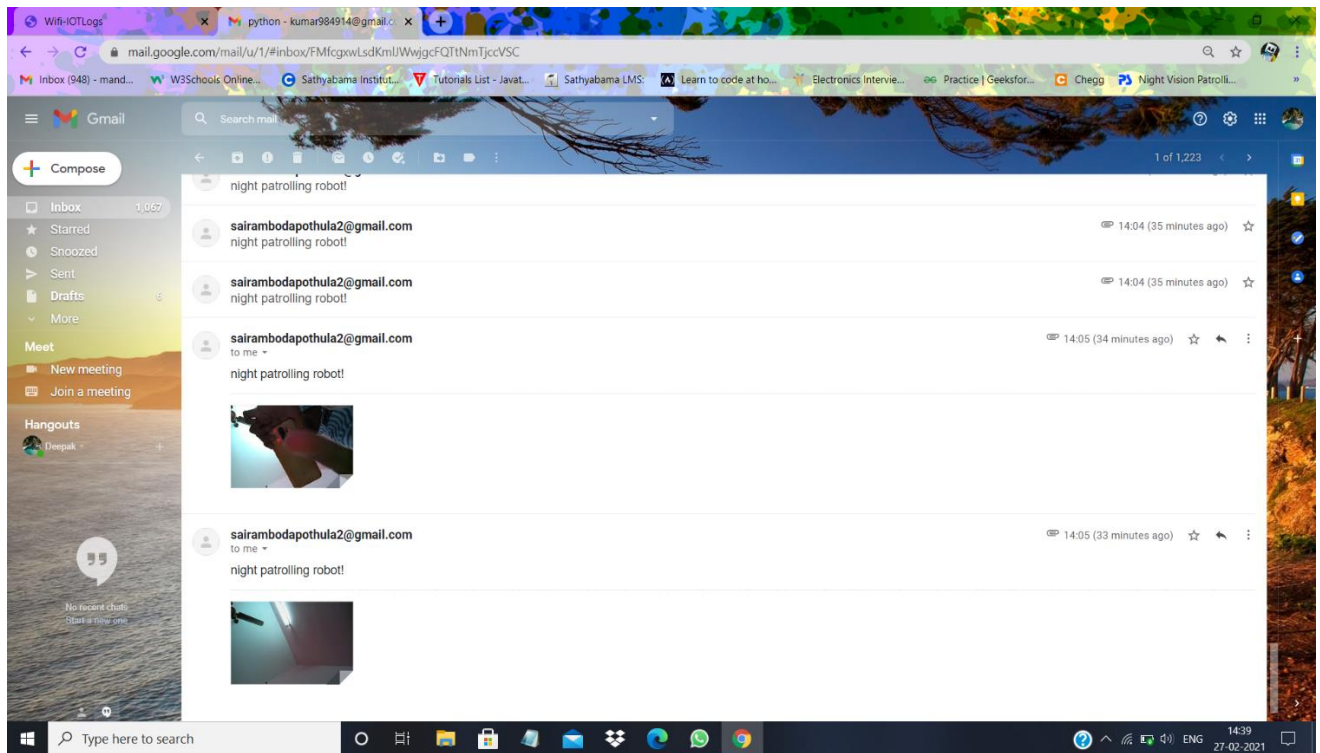 Wifi-IOTLogs
python - kumar984914@gmail.c
mail.google.com/mail/u/1/#inbox/FMfcgxwLsdKmlJWwjgcFQTtNmTjccVSC
Inbox (948) - mand... W3Schools Online... Sathyabama Institut... Tutorials List - Javat... Sathyabama LMS: Learn to code at ho... Electronics Intervie... Practice | Geeksfor... Chegg Night Vision Patrolli... »
Gmail
Search mail
Compose
1 of 1,223
night patrolling robot!
Inbox 1,067
Starred
sairambodapothula2@gmail.com 14:04 (35 minutes ago)
night patrolling robot!
Snoozed
Sent
sairambodapothula2@gmail.com 14:04 (35 minutes ago)
night patrolling robot!
Drafts 6
More
sairambodapothula2@gmail.com 14:05 (34 minutes ago)
to me
night patrolling robot!
Meet
New meeting
Join a meeting
Hangouts
Deepak
sairambodapothula2@gmail.com 14:05 (33 minutes ago)
to me
night patrolling robot!
No recent chats
Start a new one
Type here to search
ENG
14:39
27-02-2021